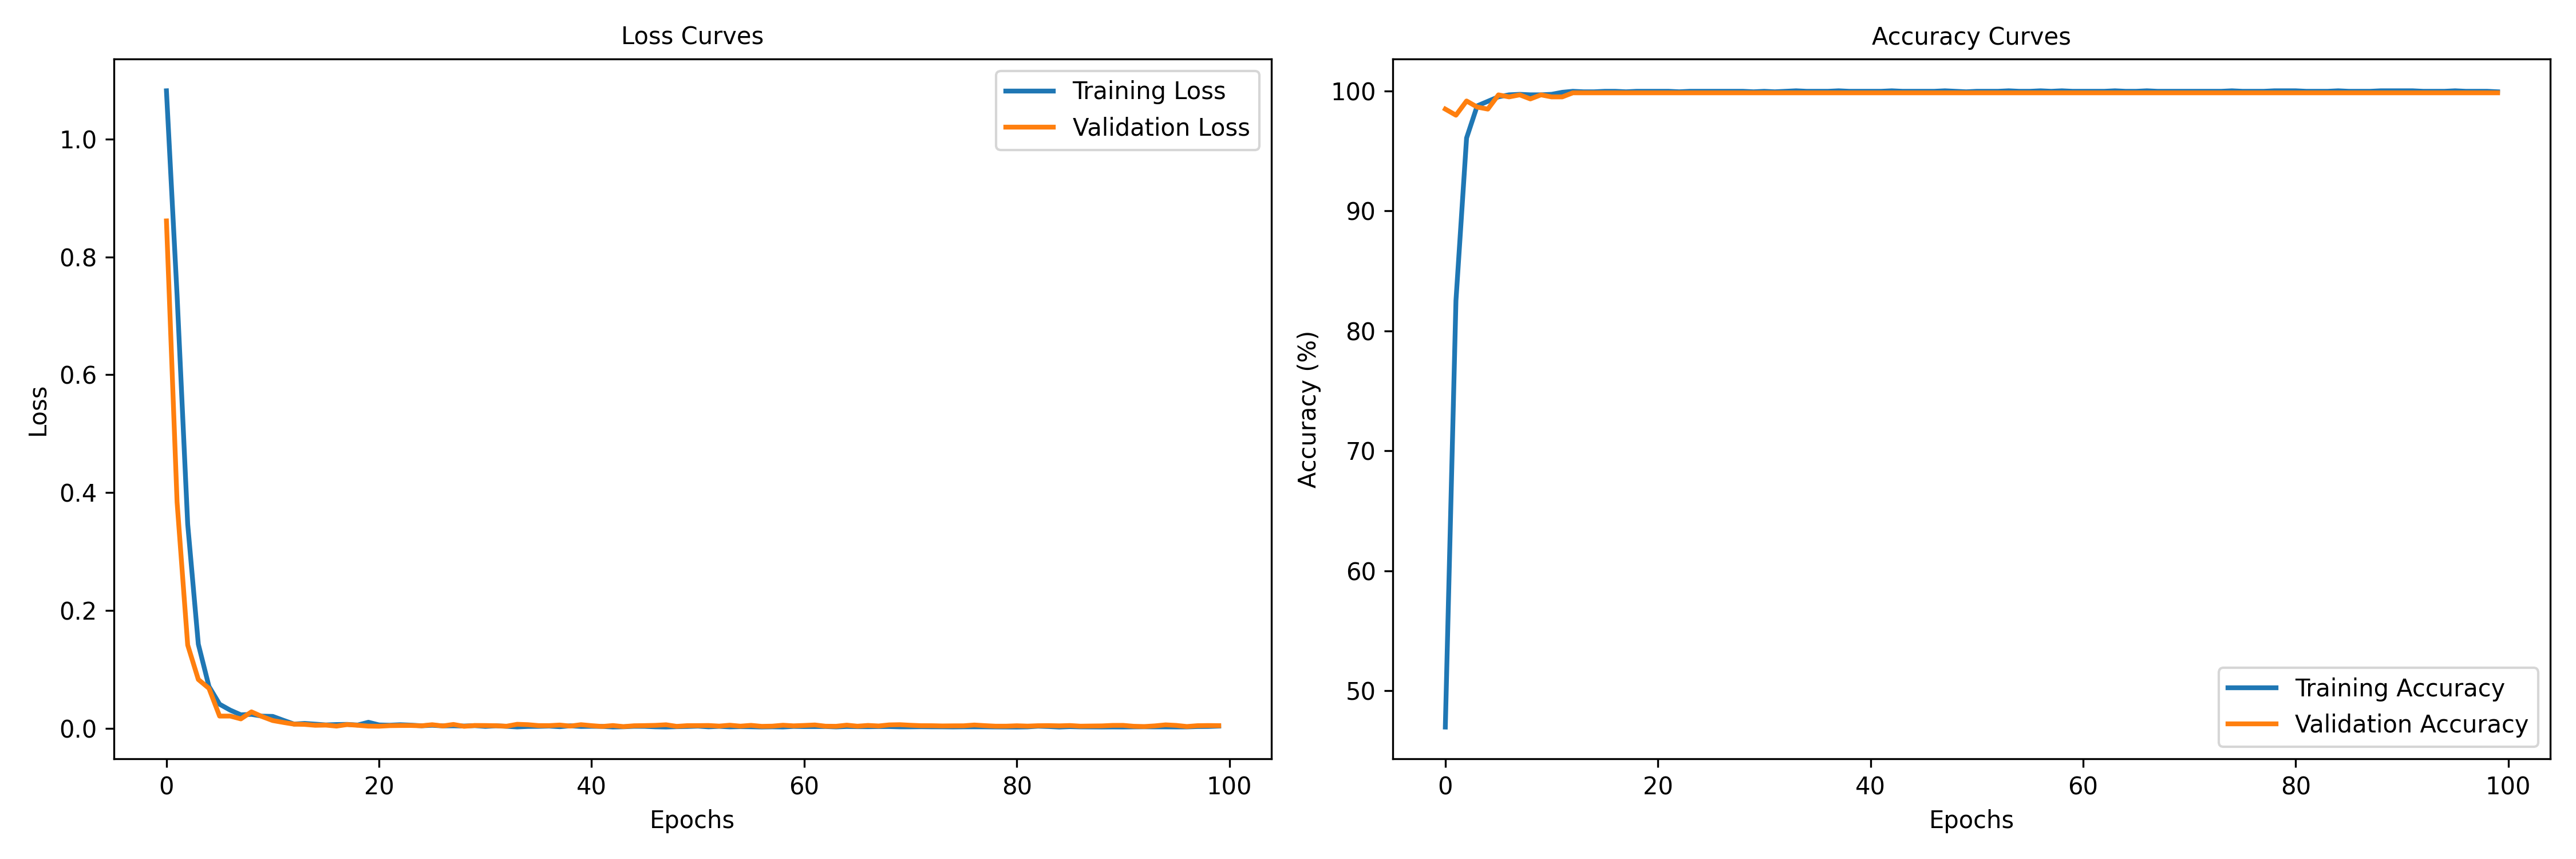 Loss Curves
Training Loss
Validation Loss
1.0
0.8
0.6
0.4
0.2
0.0
Loss
0 20 40 60 80 100
Epochs
Accuracy Curves
100
90
80
70
60
50
Accuracy (%)
Training Accuracy
Validation Accuracy
0 20 40 60 80 100
Epochs